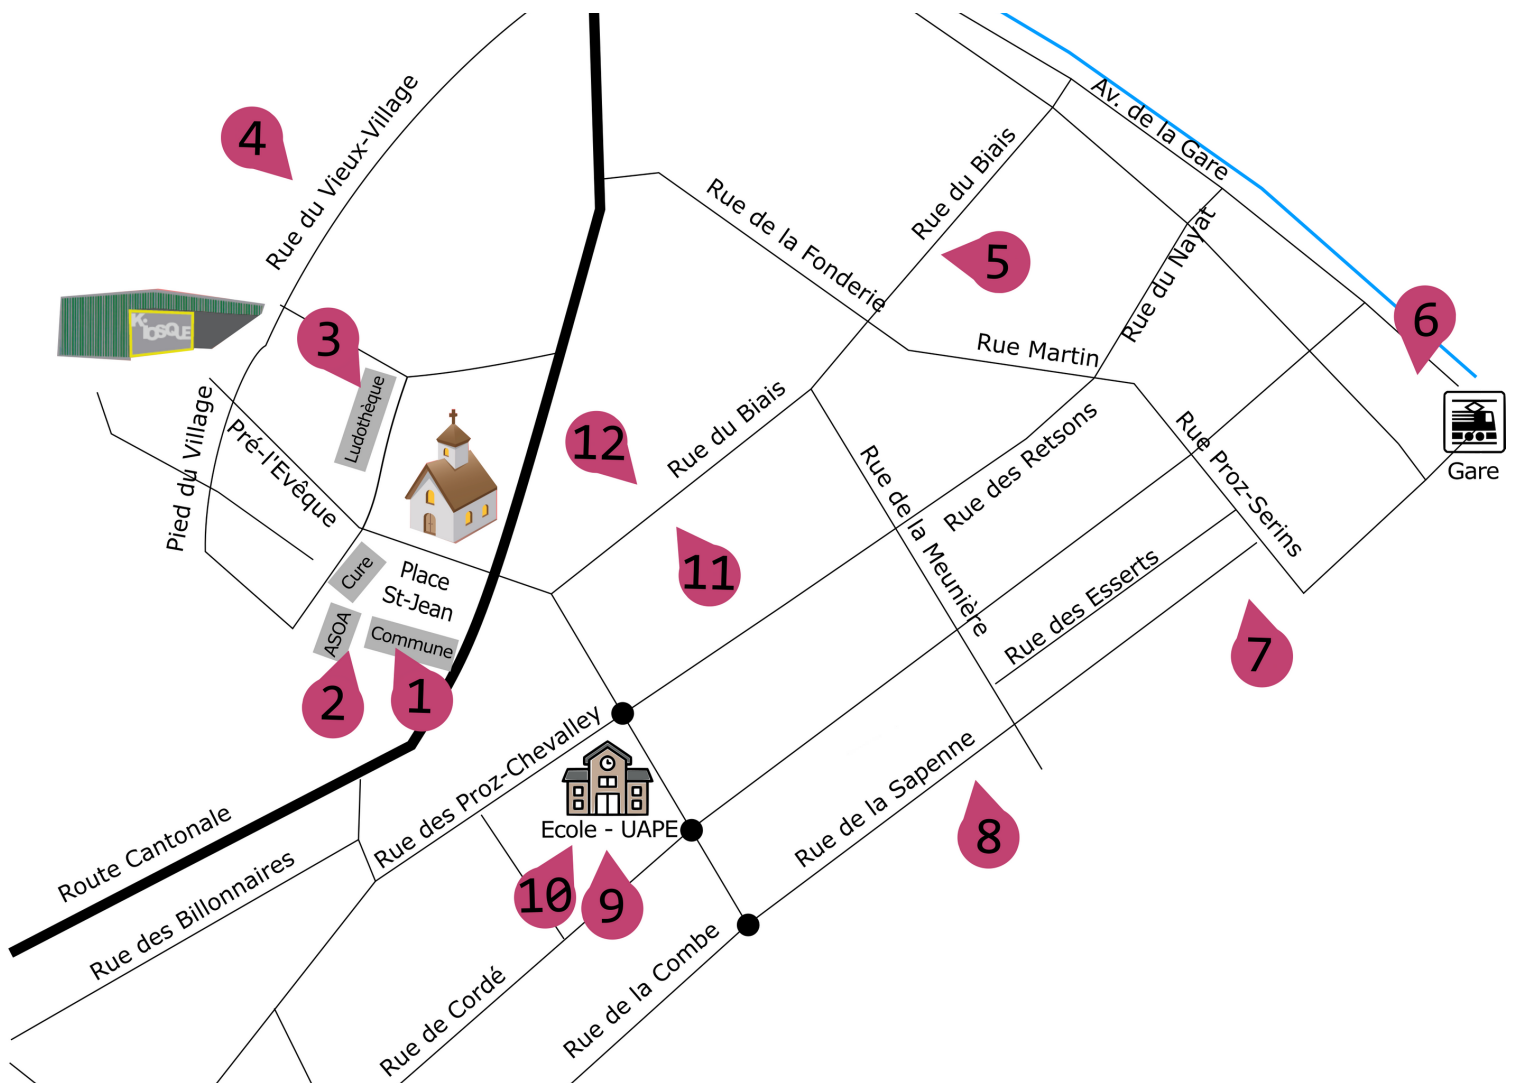 Av. de la Gare
4
Rue du Vieux-Village
Rue du Biais
Rue de la Fonderie
5
Rue du Nayat
KIOSQUE
3
6
Rue Martin
Ludothèque
Pied du Village
Pré-l'Evêque
12
Rue du Biais
Rue des Retsons
Rue Proz-Serins
Gare
Rue de la Meunière
Cure
Place
St-Jean
11
ASOA
Commune
Rue des Esserts
7
2
1
Rue des Proz-Chevalley
Rue de la Sapenne
8
Ecole - UAPE
Route Cantonale
Rue des Billonnaires
10
9
Rue de Cordé
Rue de la Combe